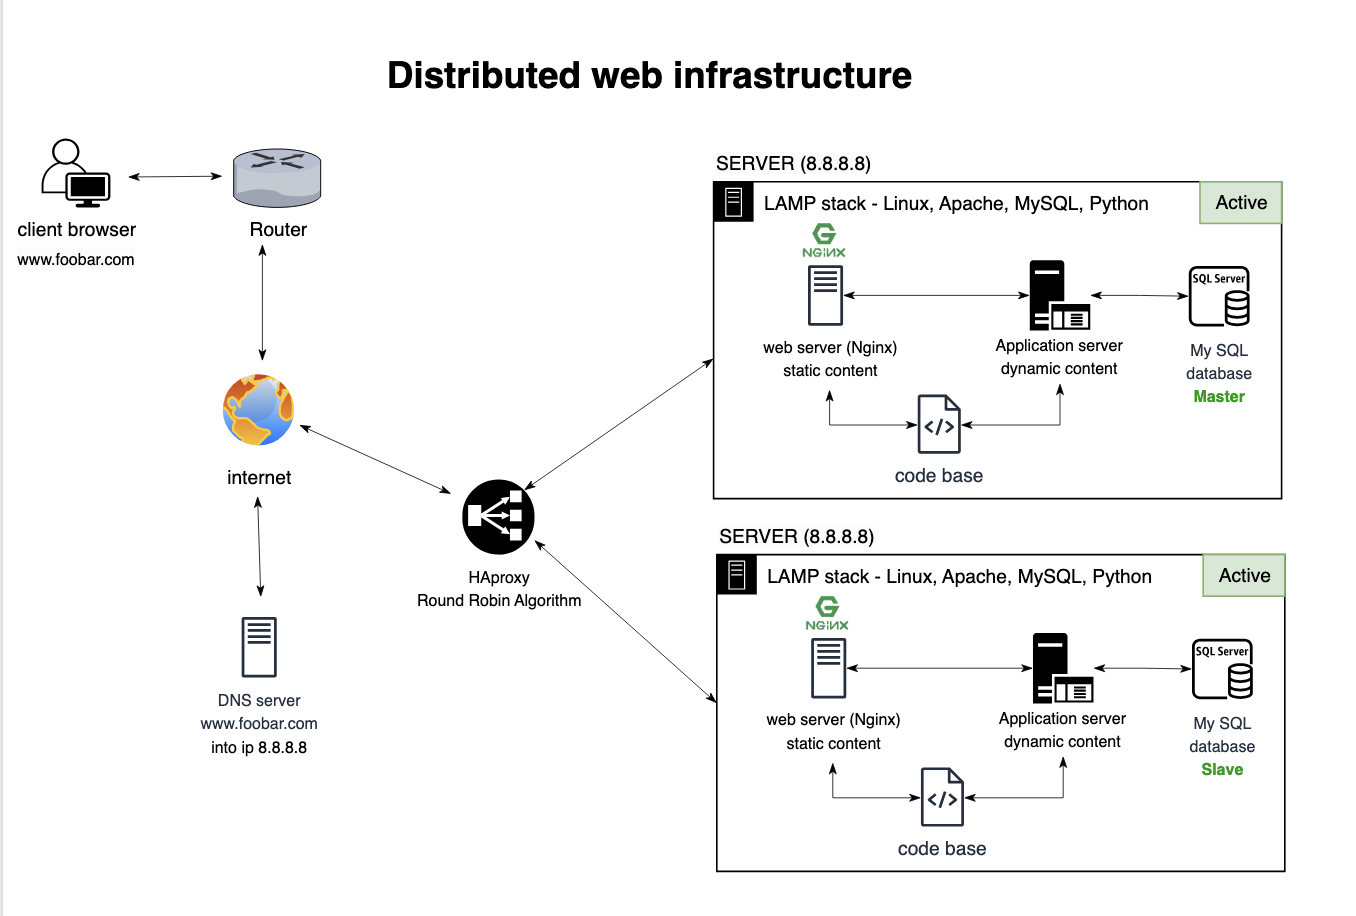 Distributed web infrastructure
client browser
www.foobar.com
Router
internet
DNS server
www.foobar.com
into ip 8.8.8.8
HAproxy
Round Robin Algorithm
SERVER (8.8.8.8)
LAMP stack - Linux, Apache, MySQL, Python
Active
NGINX
web server (Nginx)
static content
Application server
dynamic content
SQL Server
My SQL
database
Master
</>
code base
SERVER (8.8.8.8)
LAMP stack - Linux, Apache, MySQL, Python
Active
NGINX
web server (Nginx)
static content
Application server
dynamic content
SQL Server
My SQL
database
Slave
</>
code base